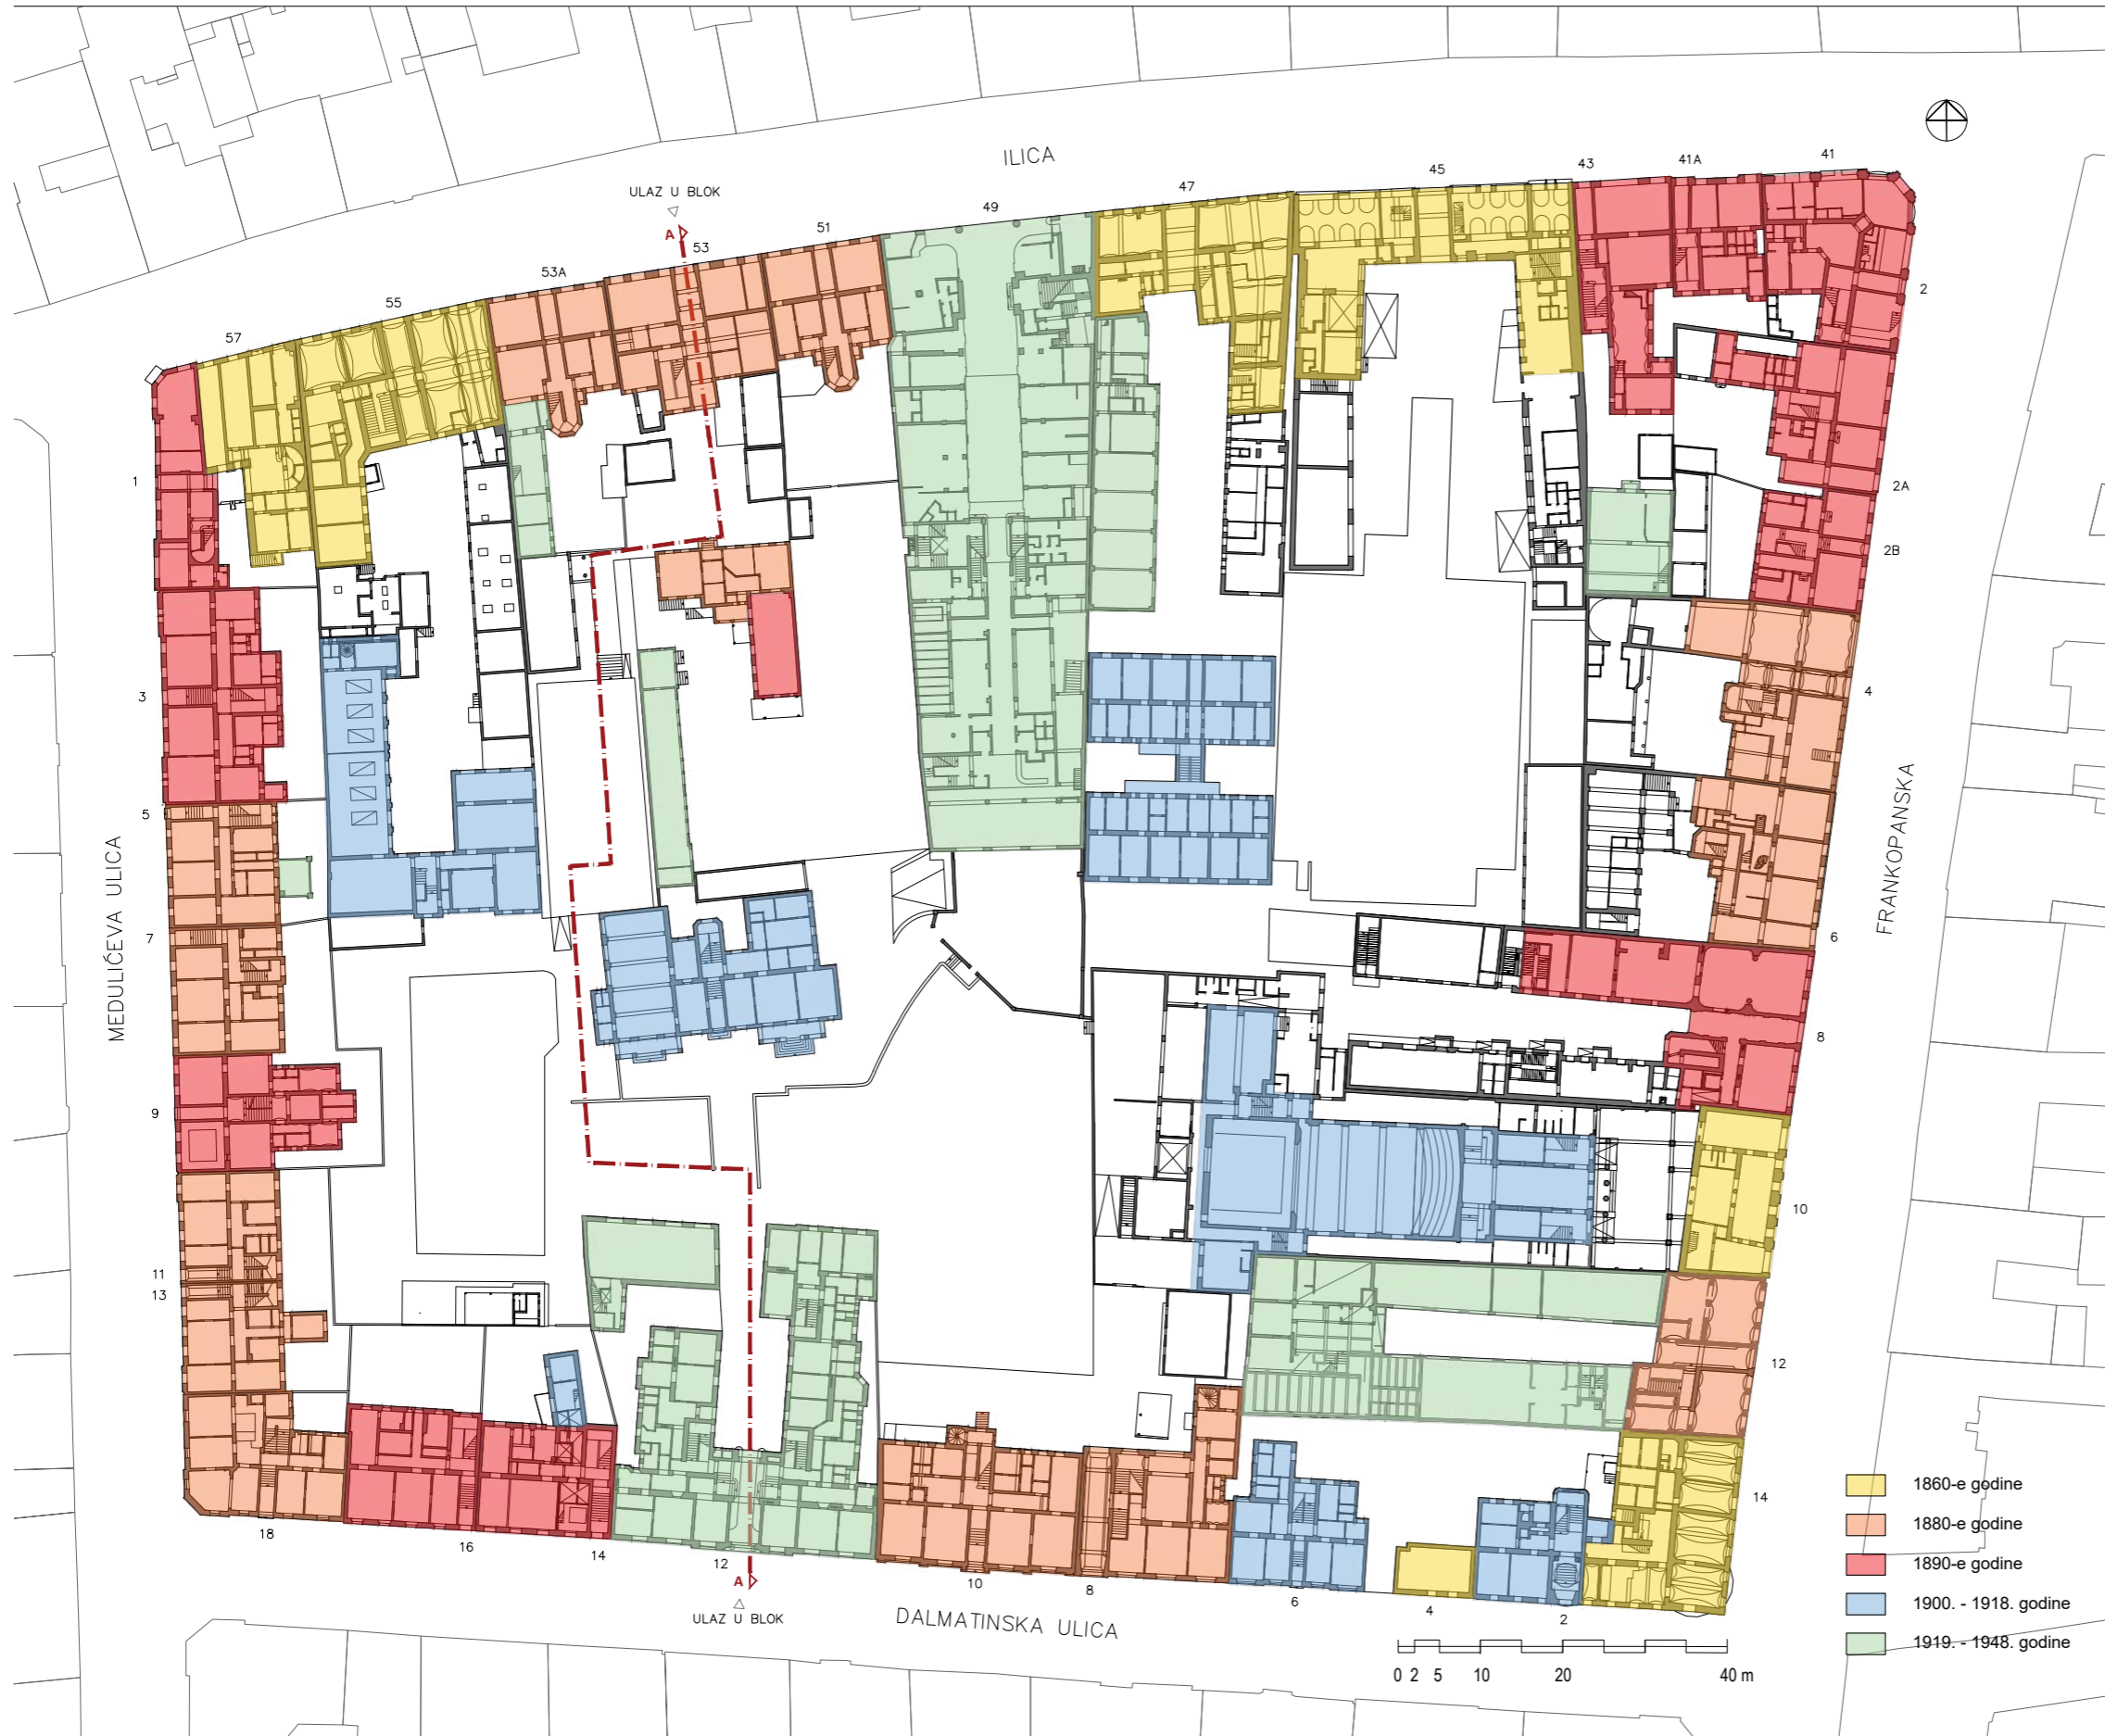 ILICA
ULAZ U BLOK
A
41
41A
43
45
47
49
51
53
53A
55
57
2
2A
2B
4
6
8
10
12
14
FRANKOPANSKA
1
3
5
7
9
11
13
MEDULIĆEVA ULICA
18
16
14
12
10
8
6
4
2
A
ULAZ U BLOK
DALMATINSKA ULICA
1860-e godine
1880-e godine
1890-e godine
1900. - 1918. godine
1919. - 1948. godine
0 2 5 10 20 40 m